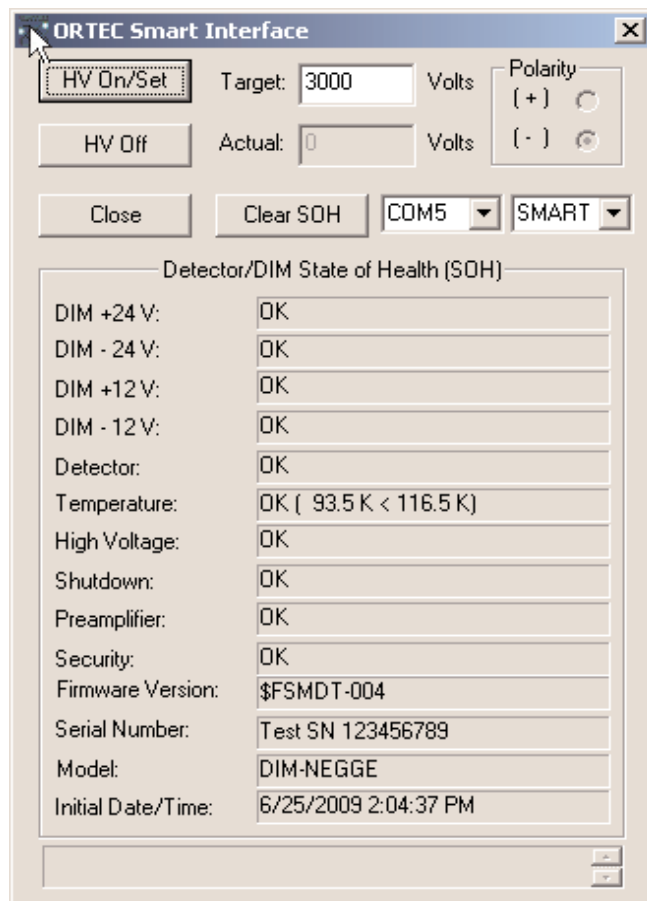 ORTEC Smart Interface
HV On/Set Target: 3000 Volts Polarity
(+)
HV Off Actual: 0 Volts (-)
Close Clear SOH COM5 SMART
Detector/DIM State of Health (SOH)
DIM +24 V: OK
DIM - 24 V: OK
DIM +12 V: OK
DIM - 12 V: OK
Detector: OK
Temperature: OK ( 93.5 K < 116.5 K)
High Voltage: OK
Shutdown: OK
Preamplifier: OK
Security: OK
Firmware Version: $FSMDT-004
Serial Number: Test SN 123456789
Model: DIM-NEGGE
Initial Date/Time: 6/25/2009 2:04:37 PM